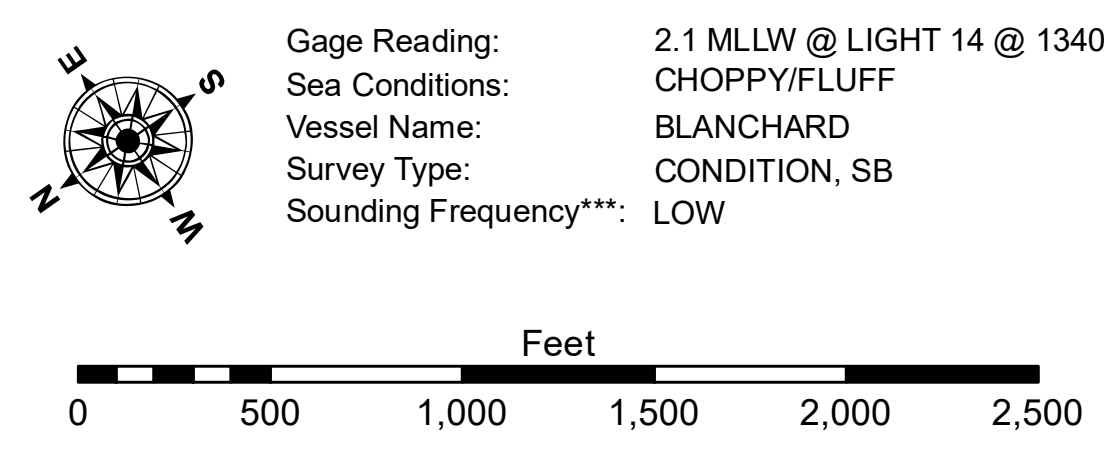 E
S
N
W
Gage Reading: 2.1 MLLW @ LIGHT 14 @ 1340
Sea Conditions: CHOPPY/FLUFF
Vessel Name: BLANCHARD
Survey Type: CONDITION, SB
Sounding Frequency***: LOW
Feet
0 500 1,000 1,500 2,000 2,500